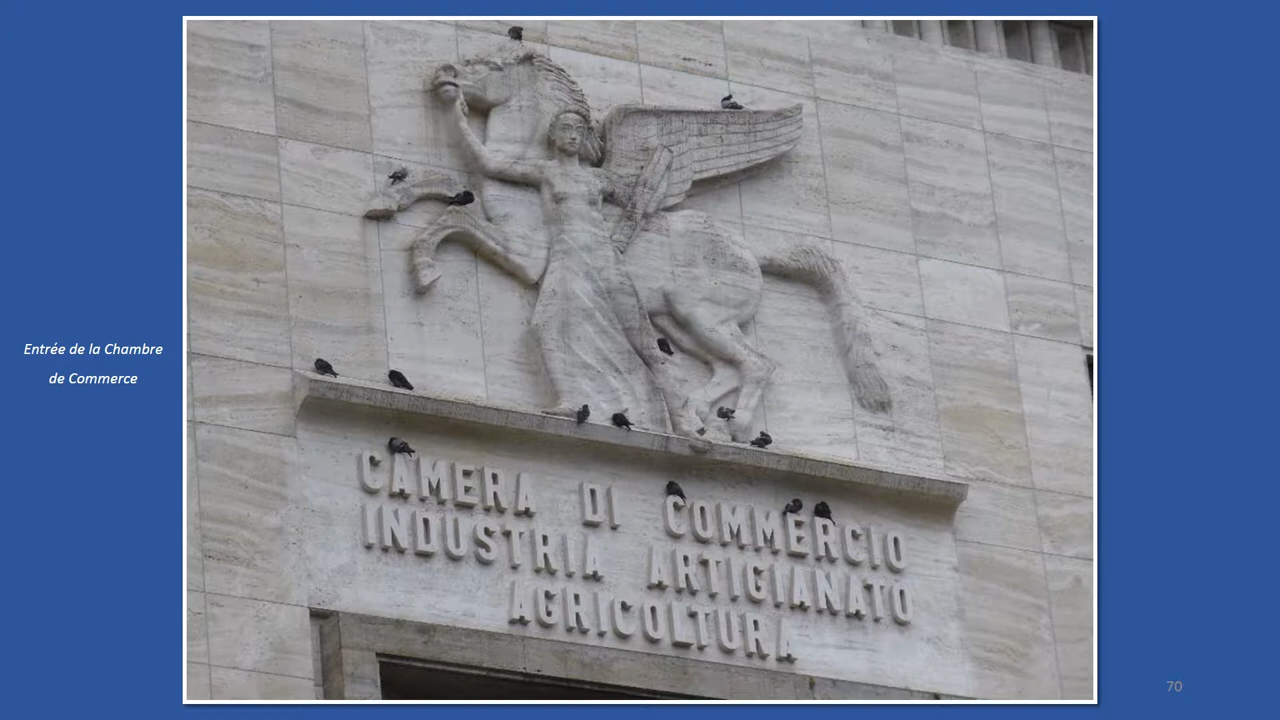 Entrée de la Chambre
de Commerce
CAMERA DI COMMERCIO
INDUSTRIA ARTIGIANATO
AGRICOLTURA
70